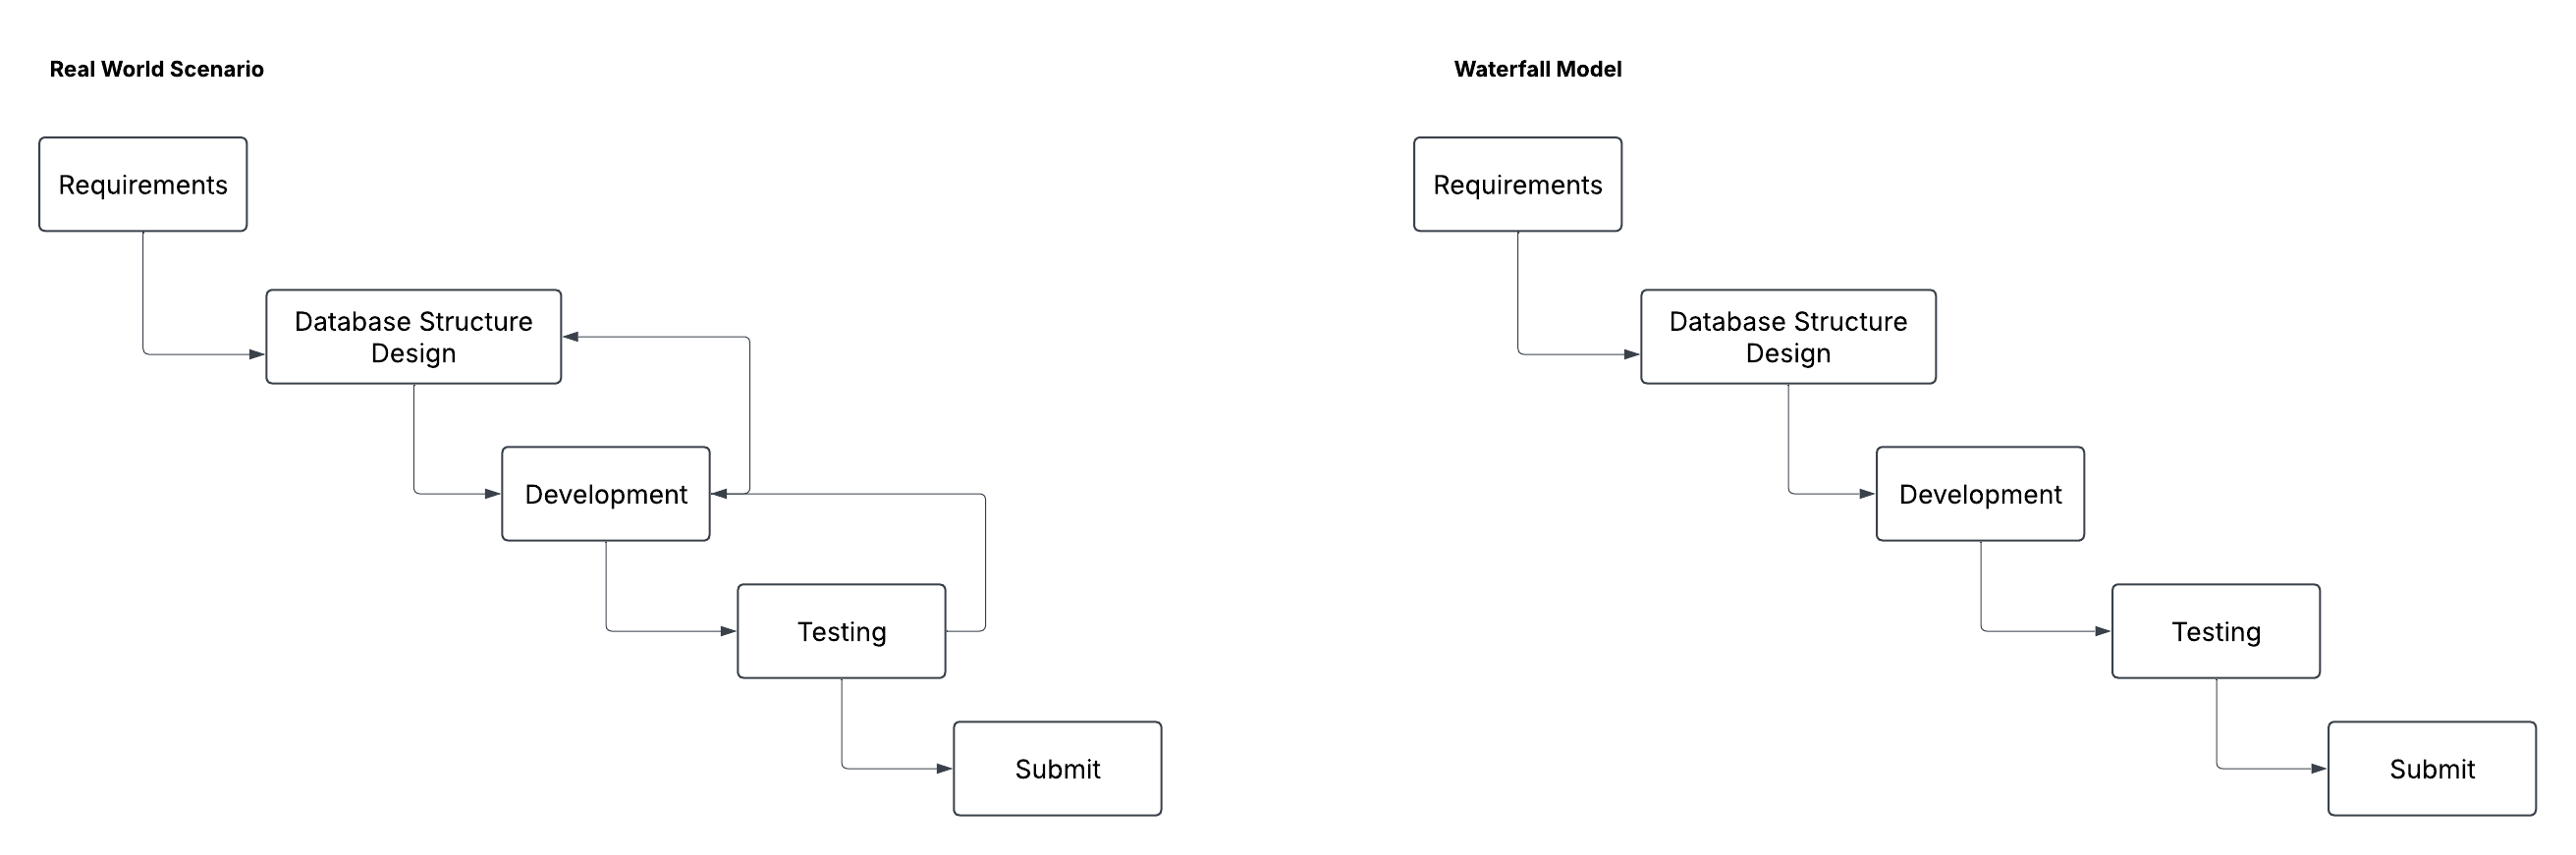 Real World Scenario
Requirements
Database Structure
Design
Development
Testing
Submit
Waterfall Model
Requirements
Database Structure
Design
Development
Testing
Submit